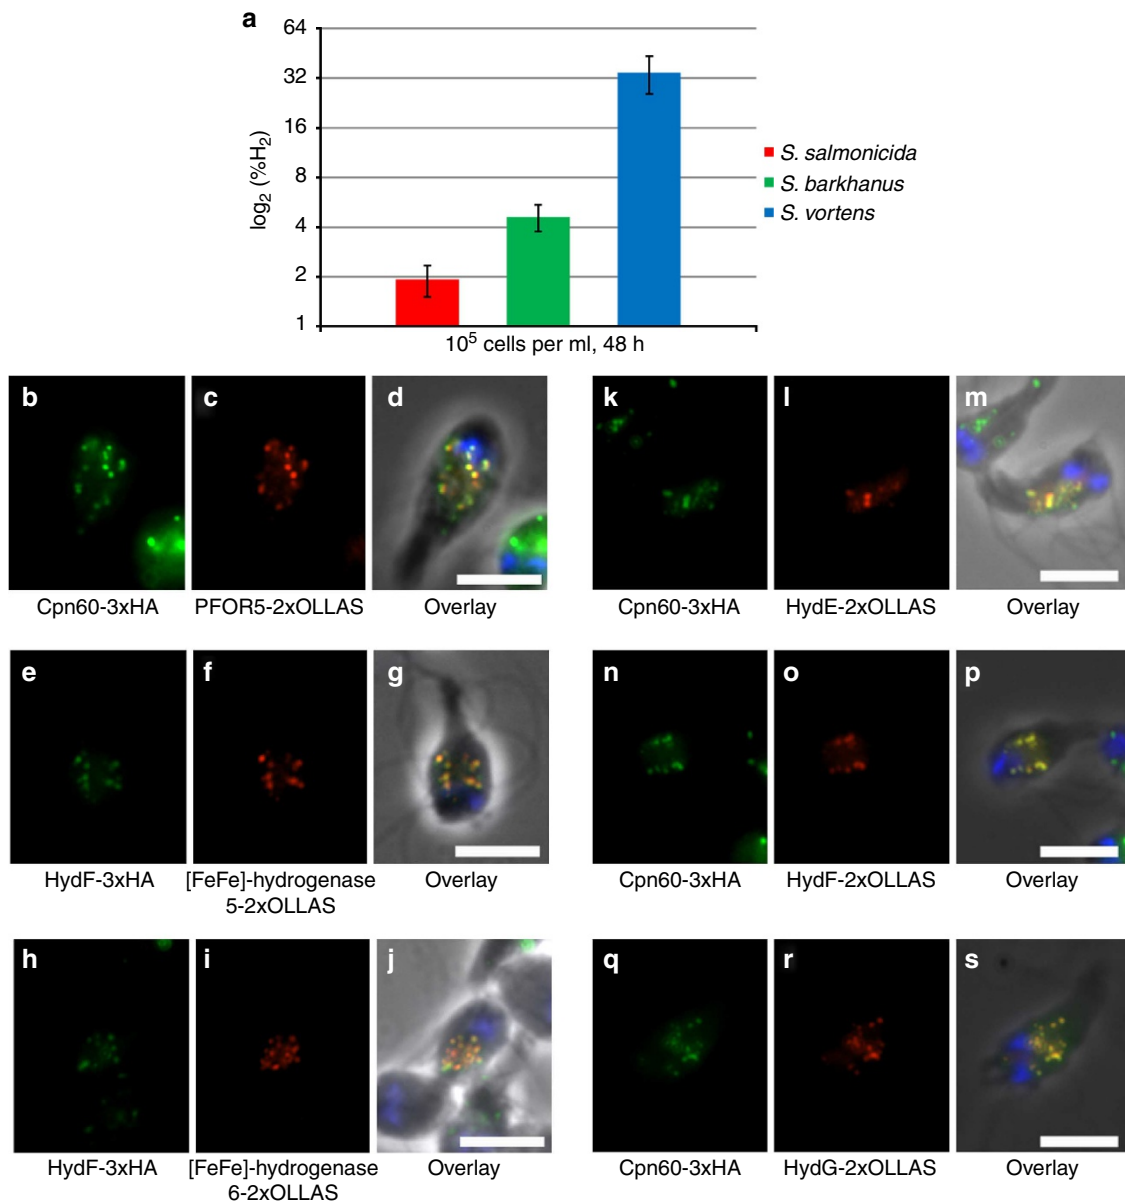 a
64
32
16
8
4
2
1
log2 (%H2)
10^5 cells per ml, 48 h
S. salmonicida
S. barkhanus
S. vortens
b
c
d
Cpn60-3xHA
PFOR5-2xOLLAS
Overlay
k
l
m
Cpn60-3xHA
HydE-2xOLLAS
Overlay
e
f
g
HydF-3xHA
[FeFe]-hydrogenase
5-2xOLLAS
Overlay
n
o
p
Cpn60-3xHA
HydF-2xOLLAS
Overlay
h
i
j
HydF-3xHA
[FeFe]-hydrogenase
6-2xOLLAS
Overlay
q
r
s
Cpn60-3xHA
HydG-2xOLLAS
Overlay